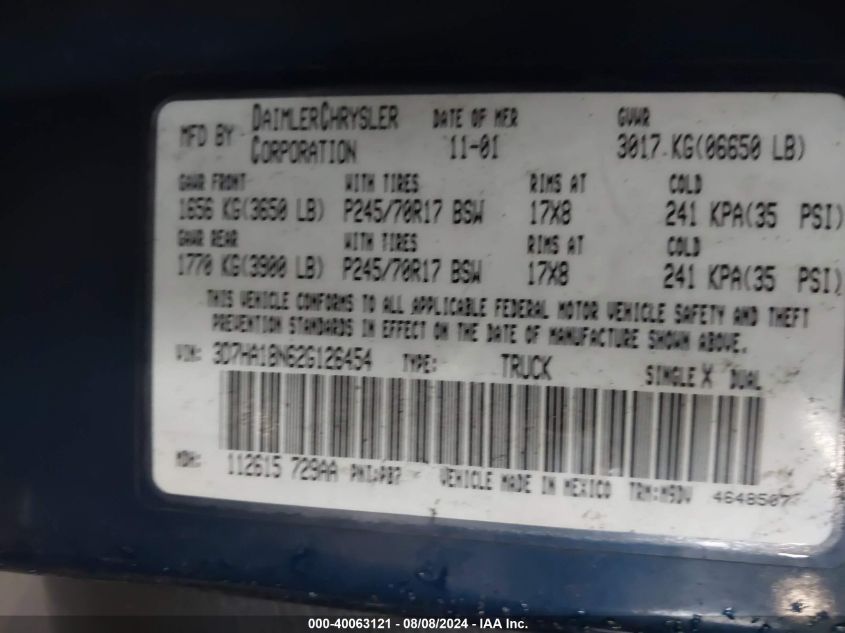 MFD BY DAIMLERCHRYSLER CORPORATION DATE OF MFR 11-01 GVWR 3017 KG(06650 LB)
GAWR FRONT WITH TIRES RIMS AT COLD
1656 KG(3650 LB) P245/70R17 BSW 17X8 241 KPA(35 PSI)
GAWR REAR WITH TIRES RIMS AT COLD
1770 KG(3900 LB) P245/70R17 BSW 17X8 241 KPA(35 PSI)
THIS VEHICLE CONFORMS TO ALL APPLICABLE FEDERAL MOTOR VEHICLE SAFETY AND THEFT
PREVENTION STANDARDS IN EFFECT ON THE DATE OF MANUFACTURE SHOWN ABOVE.
VIN: 3D7HA18N62G126454 TYPE: TRUCK SINGLE X DUAL
MDH: 112615 729AA PNT:PB7 VEHICLE MADE IN MEXICO TRM:M5DV 4648507
000-40063121 - 08/08/2024 - IAA Inc.